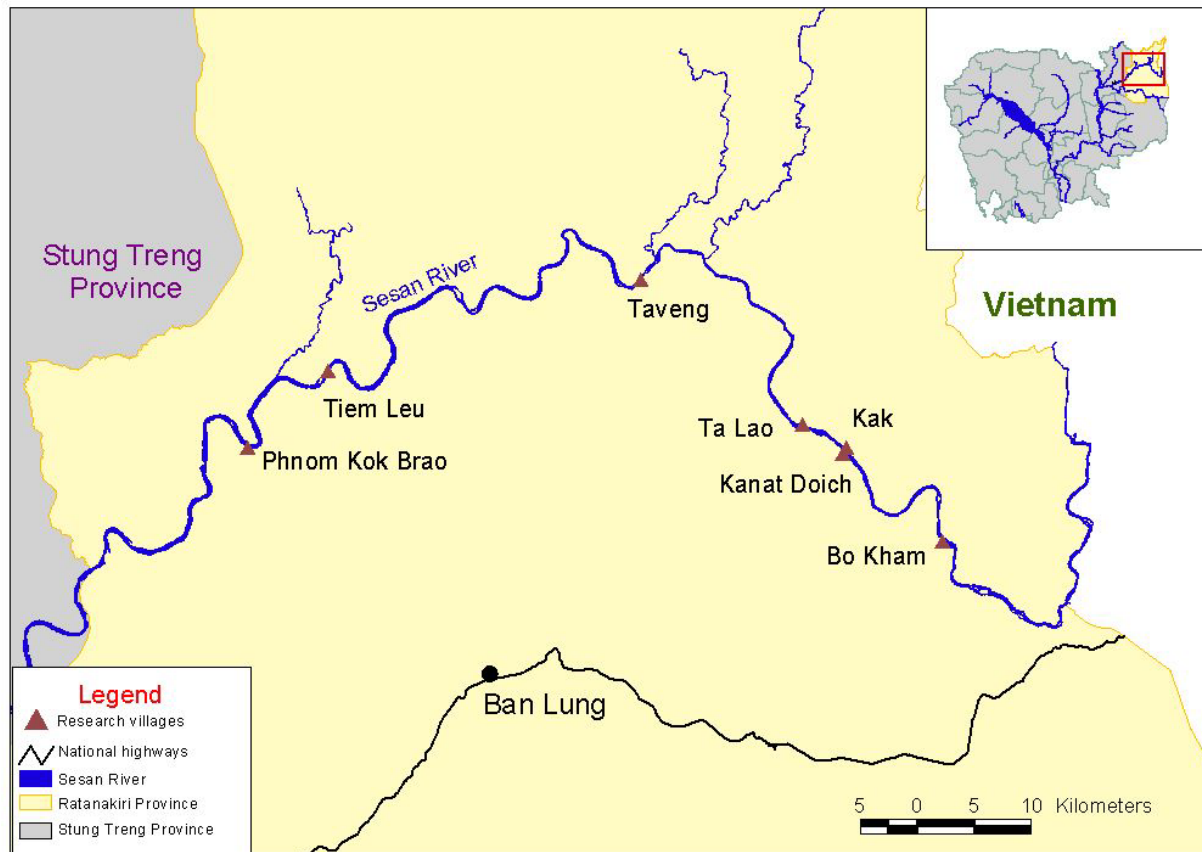 Stung Treng
Province
Sesan River
Taveng
Vietnam
Tiem Leu
Phnom Kok Brao
Ta Lao
Kak
Kanat Doich
Bo Kham
Ban Lung
Legend
Research villages
National highways
Sesan River
Ratanakiri Province
Stung Treng Province
5 0 5 10 Kilometers